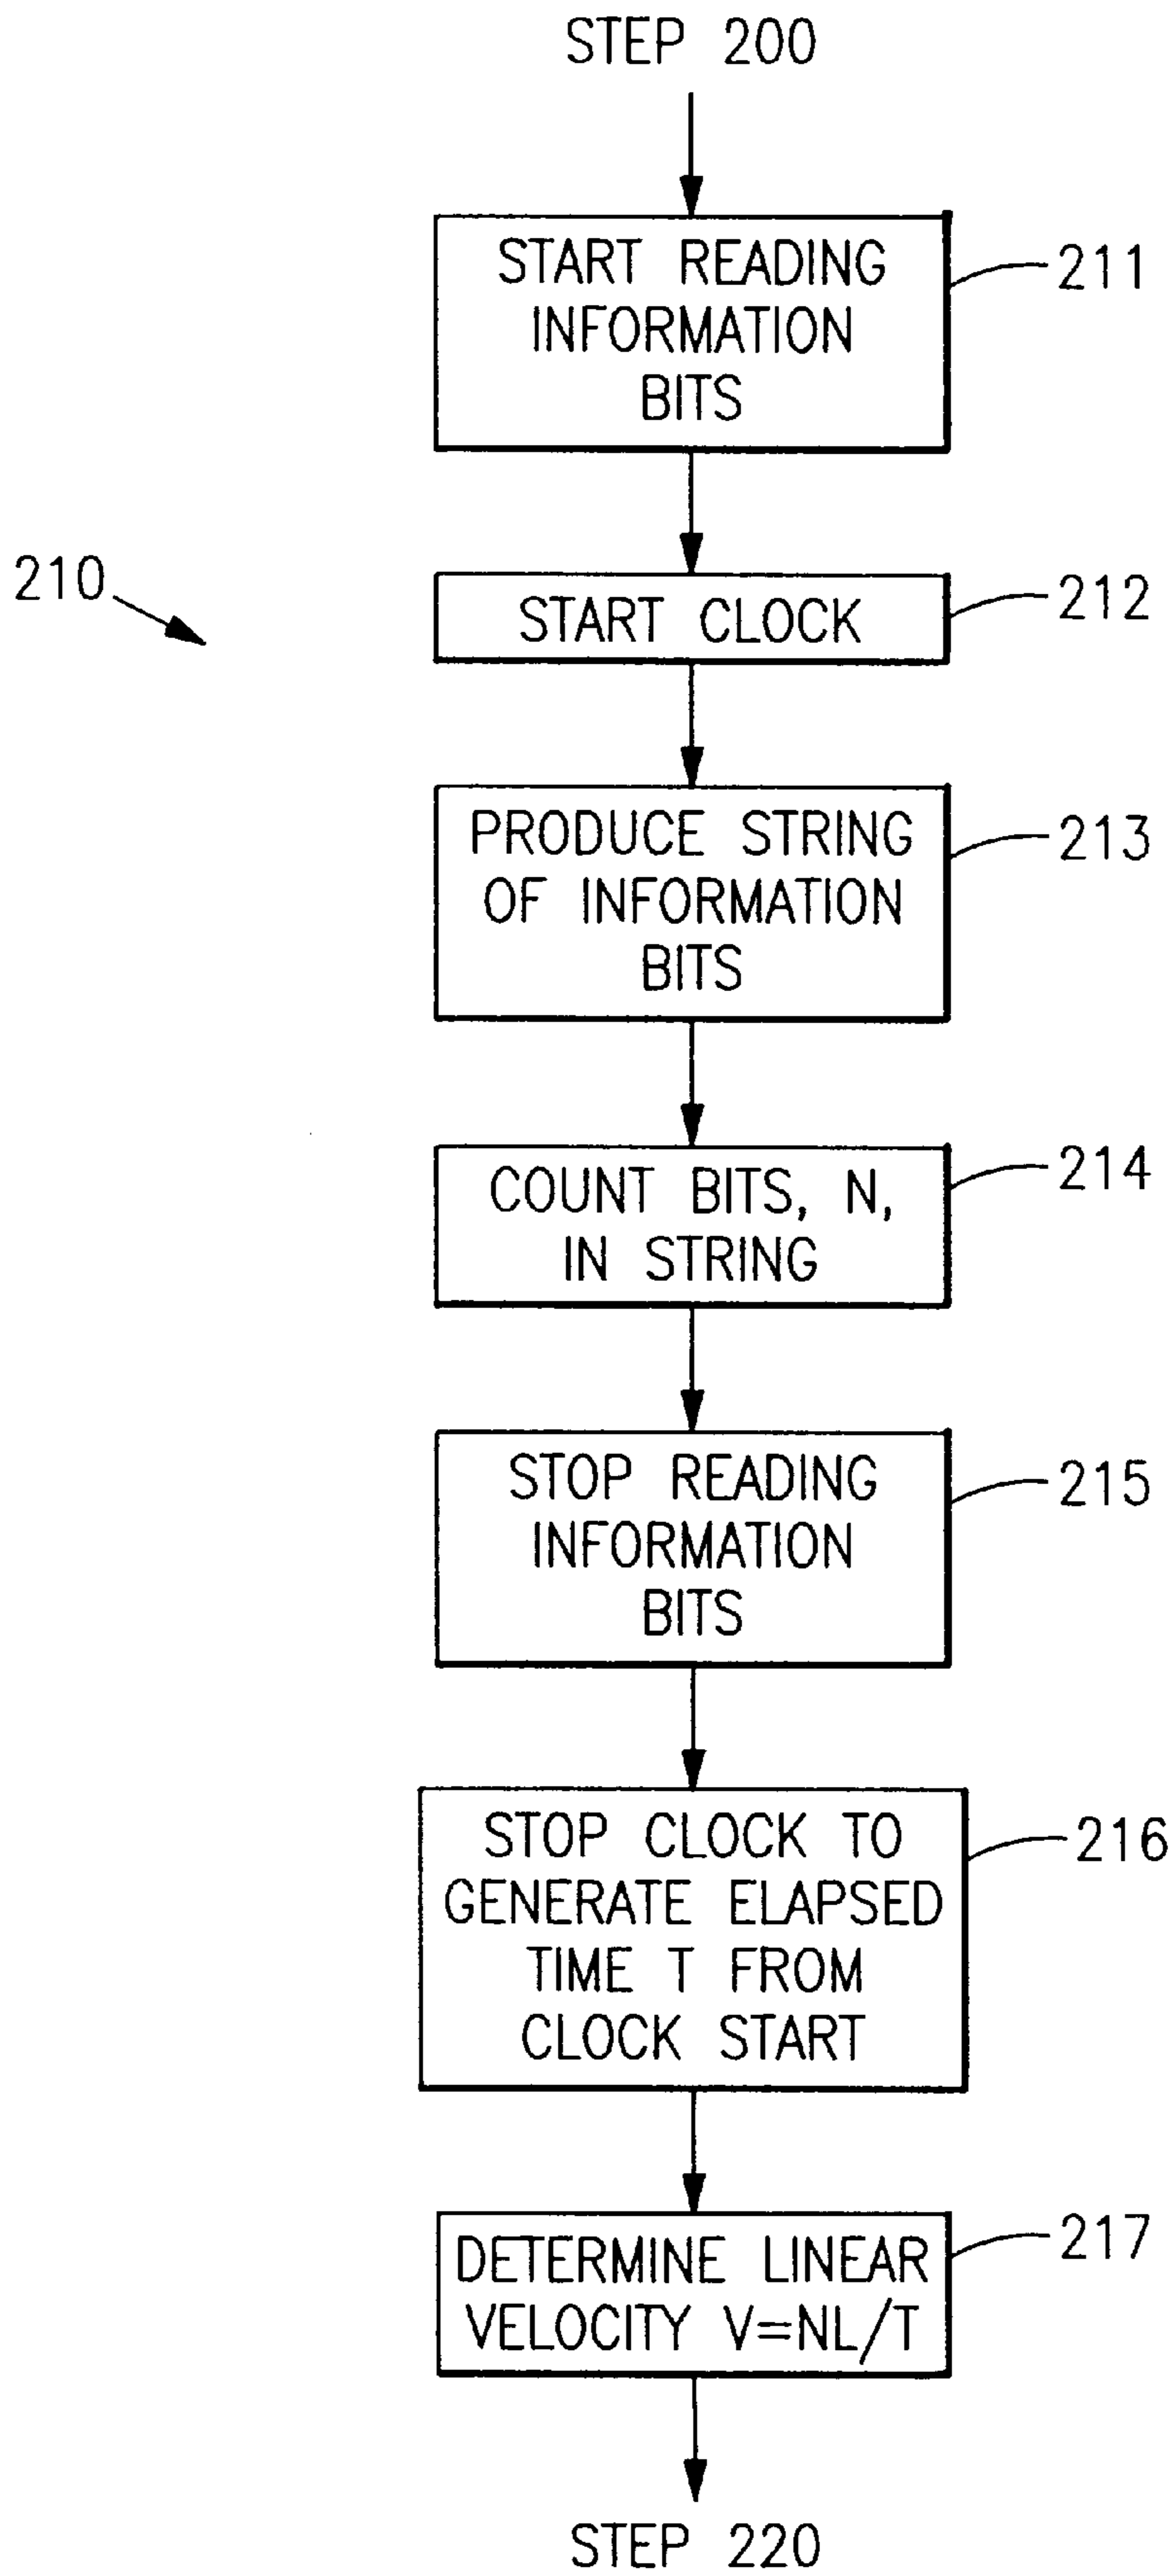 STEP 200
START READING
INFORMATION
BITS
211
210
START CLOCK
212
PRODUCE STRING
OF INFORMATION
BITS
213
COUNT BITS, N,
IN STRING
214
STOP READING
INFORMATION
BITS
215
STOP CLOCK TO
GENERATE ELAPSED
TIME T FROM
CLOCK START
216
DETERMINE LINEAR
VELOCITY V=NL/T
217
STEP 220